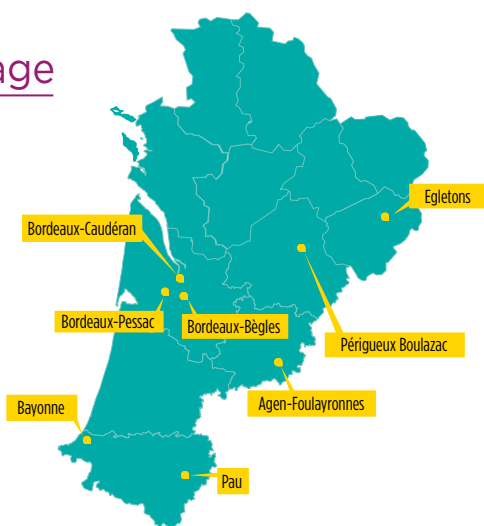 age
Egletons
Bordeaux-Caudéran
Bordeaux-Pessac
Bordeaux-Bègles
Périgueux Boulazac
Agen-Foulayronnes
Bayonne
Pau